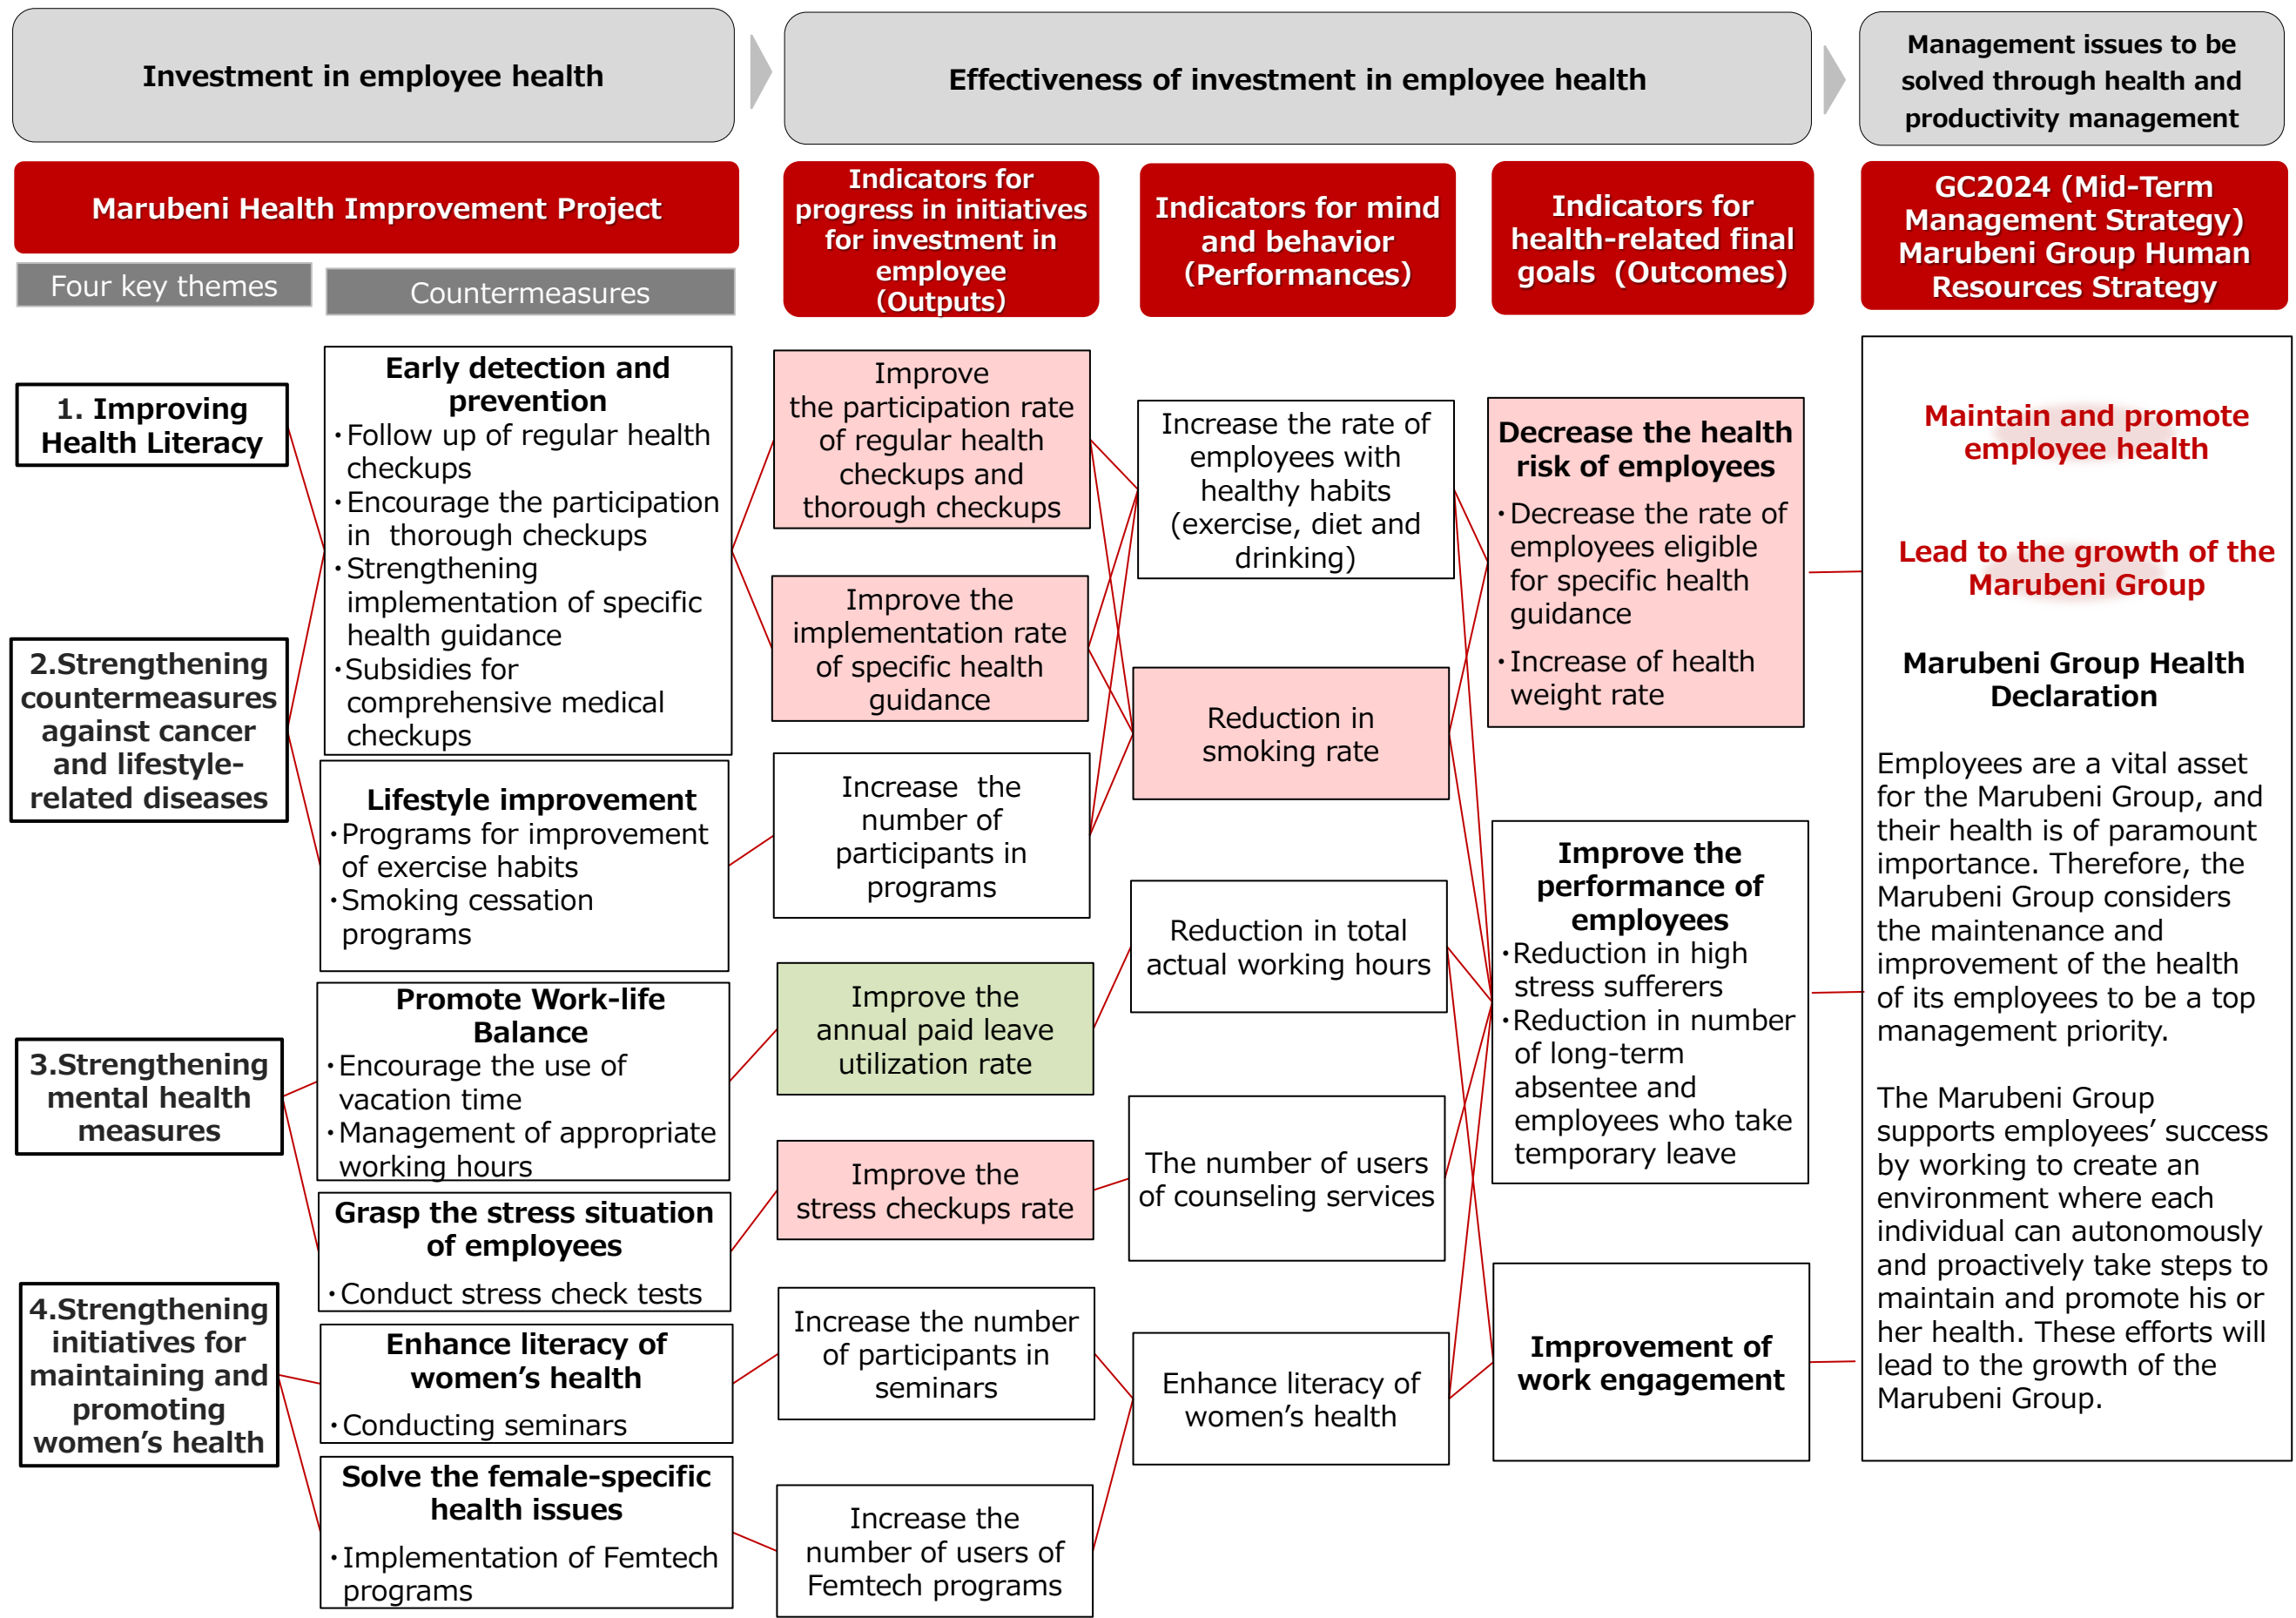 Investment in employee health
Effectiveness of investment in employee health
Management issues to be
solved through health and
productivity management
Marubeni Health Improvement Project
Four key themes
Countermeasures
Indicators for
progress in initiatives
for investment in
employee
(Outputs)
Indicators for mind
and behavior
(Performances)
Indicators for
health-related final
goals (Outcomes)
GC2024 (Mid-Term
Management Strategy)
Marubeni Group Human
Resources Strategy
1. Improving
Health Literacy
2.Strengthening
countermeasures
against cancer
and lifestyle-
related diseases
3.Strengthening
mental health
measures
4.Strengthening
initiatives for
maintaining and
promoting
women’s health
Early detection and
prevention
・Follow up of regular health
checkups
・Encourage the participation
in thorough checkups
・Strengthening
implementation of specific
health guidance
・Subsidies for
comprehensive medical
checkups
Lifestyle improvement
・Programs for improvement
of exercise habits
・Smoking cessation
programs
Promote Work-life
Balance
・Encourage the use of
vacation time
・Management of appropriate
working hours
Grasp the stress situation
of employees
・Conduct stress check tests
Enhance literacy of
women’s health
・Conducting seminars
Solve the female-specific
health issues
・Implementation of Femtech
programs
Improve
the participation rate
of regular health
checkups and
thorough checkups
Improve the
implementation rate
of specific health
guidance
Increase the
number of
participants in
programs
Improve the
annual paid leave
utilization rate
Improve the
stress checkups rate
Increase the number
of participants in
seminars
Increase the
number of users of
Femtech programs
Increase the rate of
employees with
healthy habits
(exercise, diet and
drinking)
Reduction in
smoking rate
Reduction in total
actual working hours
The number of users
of counseling services
Enhance literacy of
women’s health
Decrease the health
risk of employees
・Decrease the rate of
employees eligible
for specific health
guidance
・Increase of health
weight rate
Improve the
performance of
employees
・Reduction in high
stress sufferers
・Reduction in number
of long-term
absentee and
employees who take
temporary leave
Improvement of
work engagement
Maintain and promote
employee health
Lead to the growth of the
Marubeni Group
Marubeni Group Health
Declaration
Employees are a vital asset
for the Marubeni Group, and
their health is of paramount
importance. Therefore, the
Marubeni Group considers
the maintenance and
improvement of the health
of its employees to be a top
management priority.
The Marubeni Group
supports employees’ success
by working to create an
environment where each
individual can autonomously
and proactively take steps to
maintain and promote his or
her health. These efforts will
lead to the growth of the
Marubeni Group.